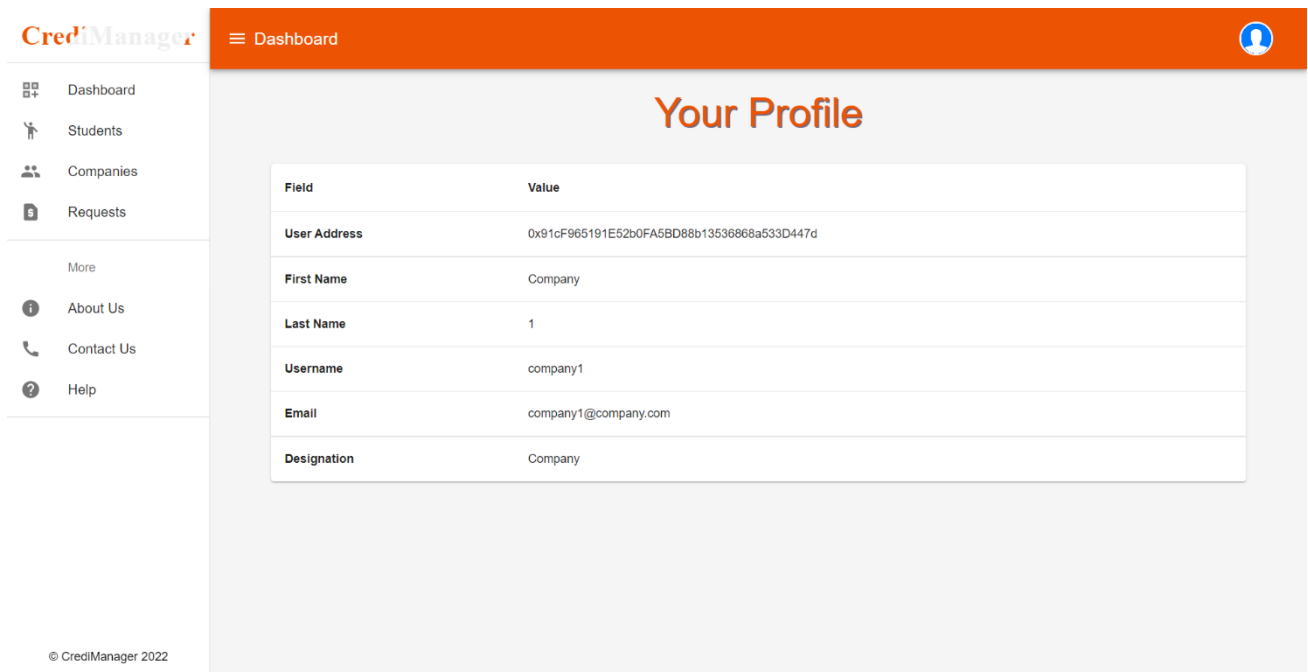 CrediManager
Dashboard
Dashboard
Students
Companies
Requests
More
About Us
Contact Us
Help
© CrediManager 2022
Your Profile
Field Value
User Address 0x91cF965191E52b0FA5BD88b13536868a533D447d
First Name Company
Last Name 1
Username company1
Email company1@company.com
Designation Company